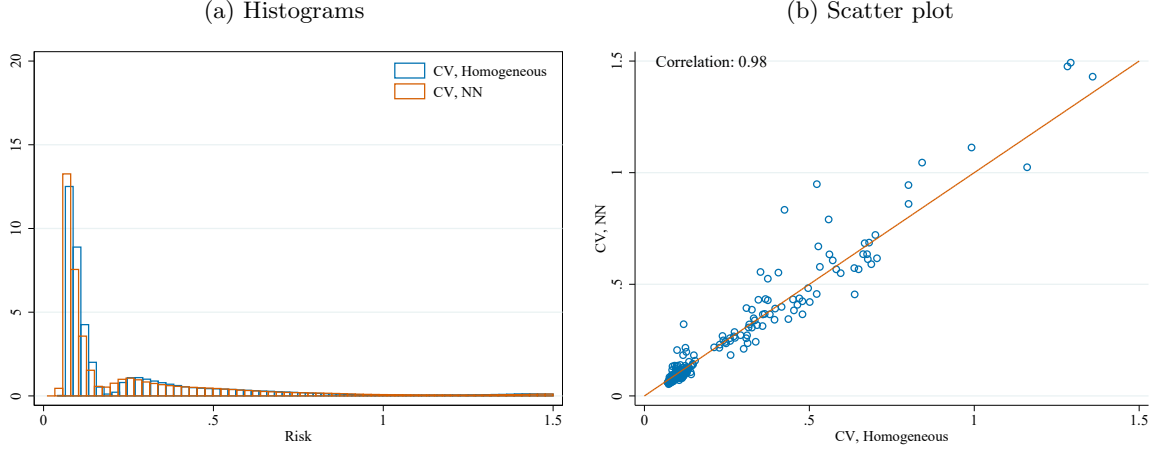 (a) Histograms
20
15
10
5
0
0
.5
1
1.5
Risk
CV, Homogeneous
CV, NN
(b) Scatter plot
Correlation: 0.98
1.5
1
.5
0
CV, NN
0
.5
1
1.5
CV, Homogeneous